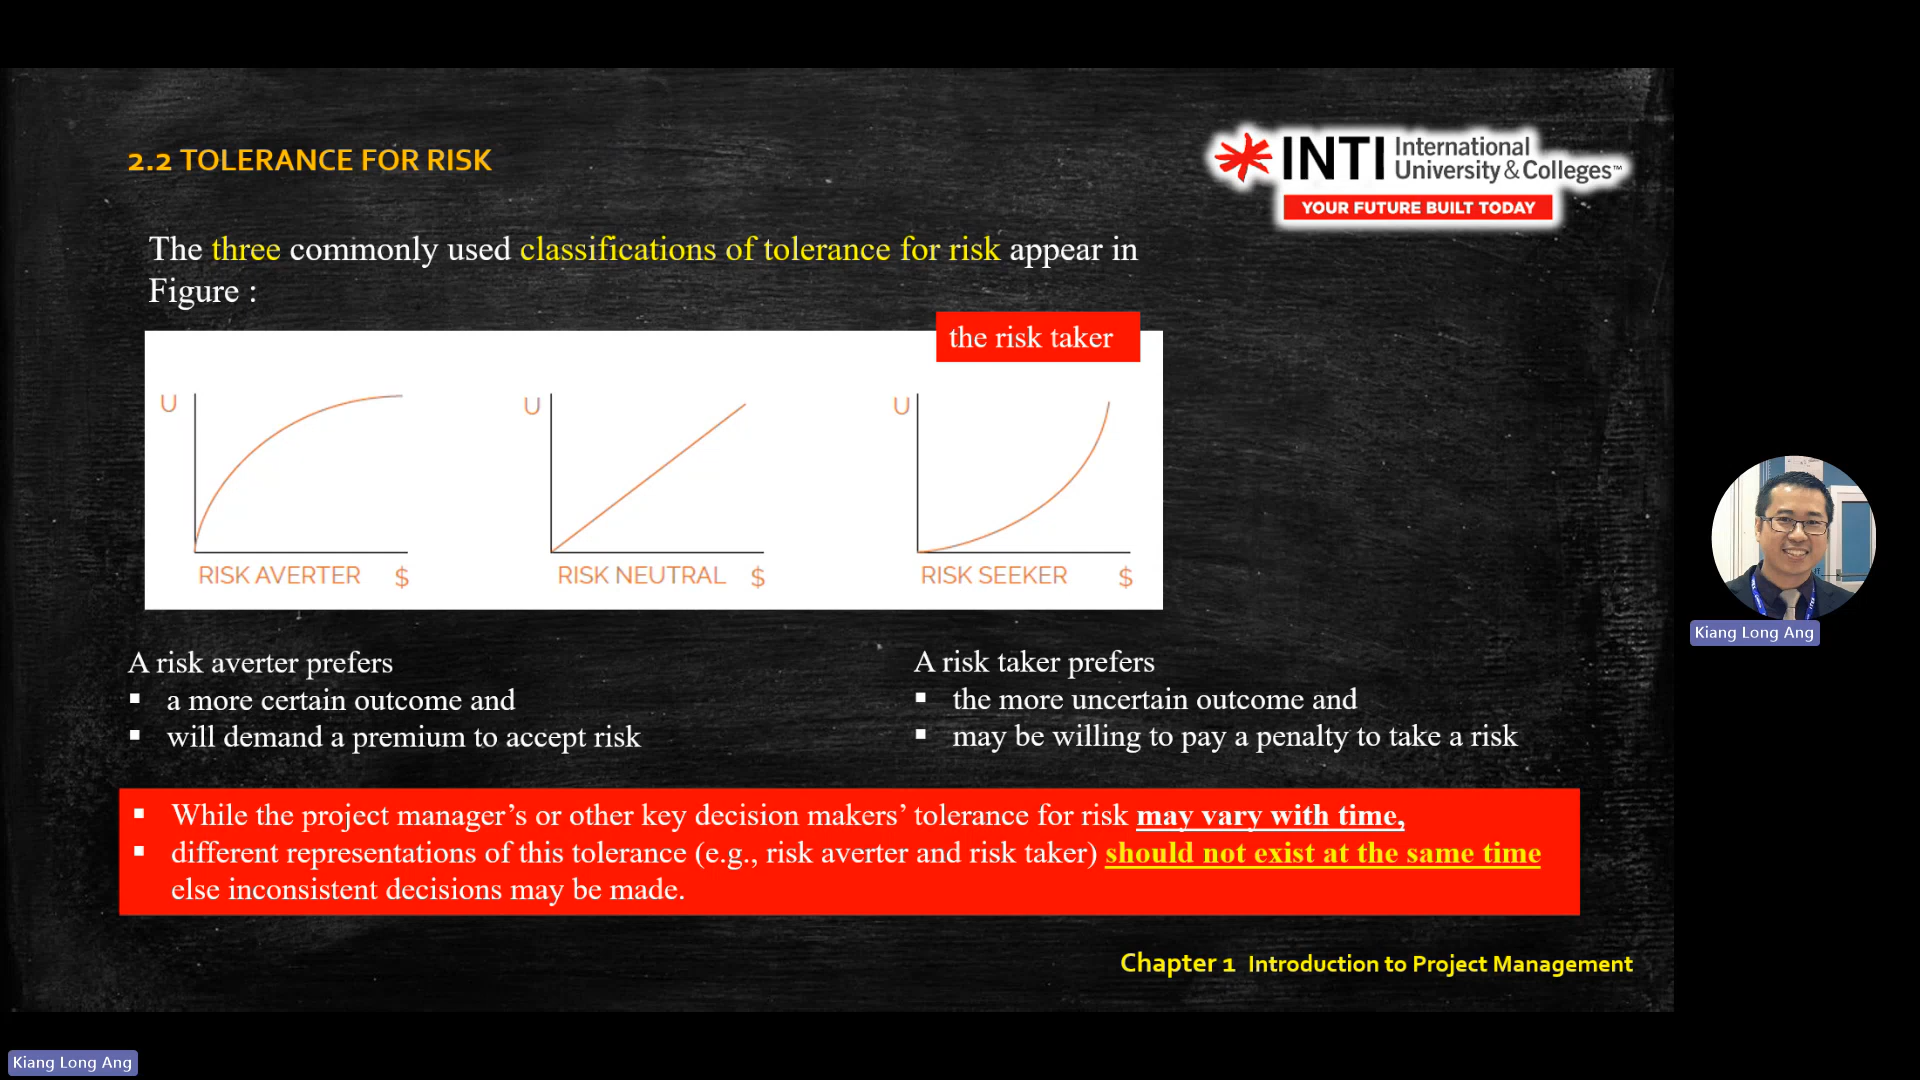 2.2 TOLERANCE FOR RISK
INTI International
University & Colleges™
YOUR FUTURE BUILT TODAY
The three commonly used classifications of tolerance for risk appear in
Figure :
the risk taker
U
U
U
RISK AVERTER $
RISK NEUTRAL $
RISK SEEKER $
A risk averter prefers
▪ a more certain outcome and
▪ will demand a premium to accept risk
A risk taker prefers
▪ the more uncertain outcome and
▪ may be willing to pay a penalty to take a risk
▪ While the project manager’s or other key decision makers’ tolerance for risk may vary with time,
▪ different representations of this tolerance (e.g., risk averter and risk taker) should not exist at the same time
else inconsistent decisions may be made.
Chapter 1 Introduction to Project Management
Kiang Long Ang
Kiang Long Ang